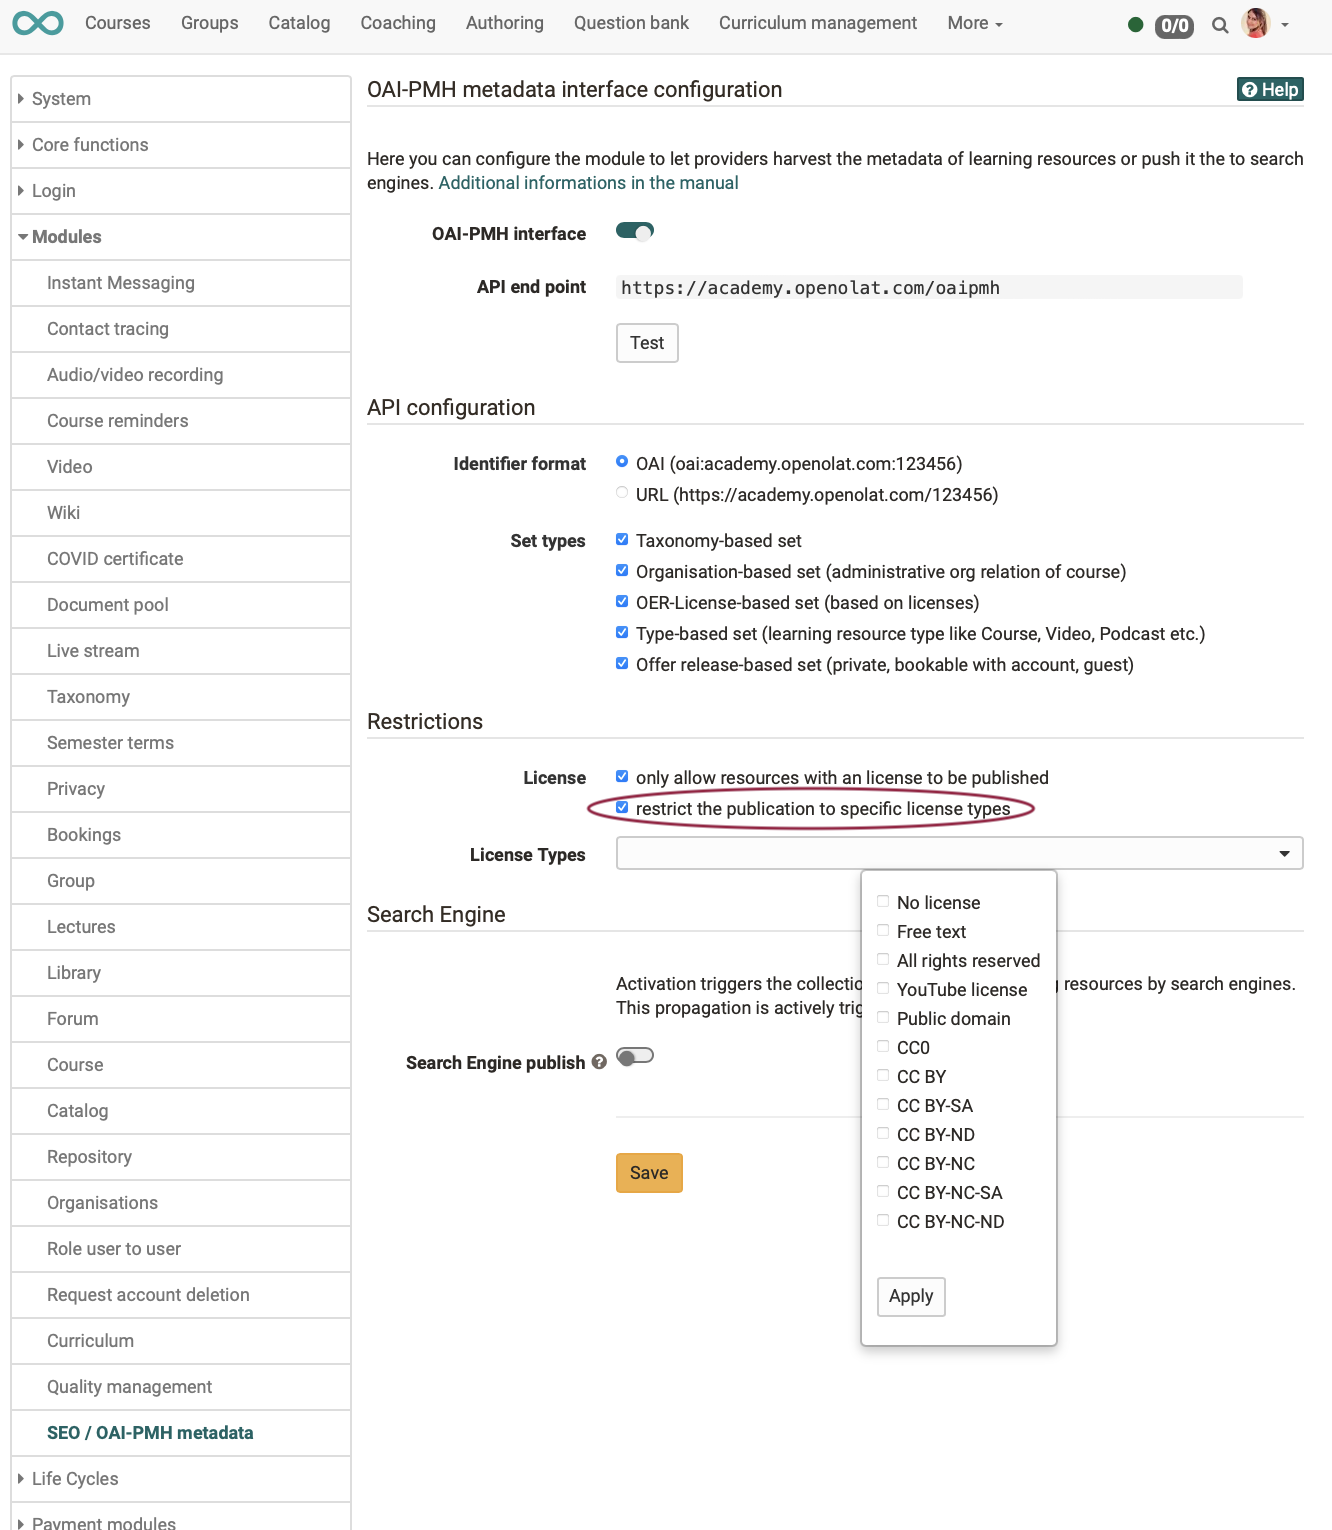 Courses Groups Catalog Coaching Authoring Question bank Curriculum management More 0/0
System
Core functions
Login
Modules
Instant Messaging
Contact tracing
Audio/video recording
Course reminders
Video
Wiki
COVID certificate
Document pool
Live stream
Taxonomy
Semester terms
Privacy
Bookings
Group
Lectures
Library
Forum
Course
Catalog
Repository
Organisations
Role user to user
Request account deletion
Curriculum
Quality management
SEO / OAI-PMH metadata
Life Cycles
Payment modules
OAI-PMH metadata interface configuration
Help
Here you can configure the module to let providers harvest the metadata of learning resources or push it the to search
engines. Additional informations in the manual
OAI-PMH interface
API end point https://academy.openolat.com/oaipmh
Test
API configuration
Identifier format OAI (oai:academy.openolat.com:123456)
URL (https://academy.openolat.com/123456)
Set types Taxonomy-based set
Organisation-based set (administrative org relation of course)
OER-License-based set (based on licenses)
Type-based set (learning resource type like Course, Video, Podcast etc.)
Offer release-based set (private, bookable with account, guest)
Restrictions
License only allow resources with an license to be published
restrict the publication to specific license types
License Types
No license
Free text
All rights reserved
YouTube license
Public domain
CC0
CC BY
CC BY-SA
CC BY-ND
CC BY-NC
CC BY-NC-SA
CC BY-NC-ND
Apply
Search Engine
Activation triggers the resources by search engines.
This propagation is actively
Search Engine publish
Save